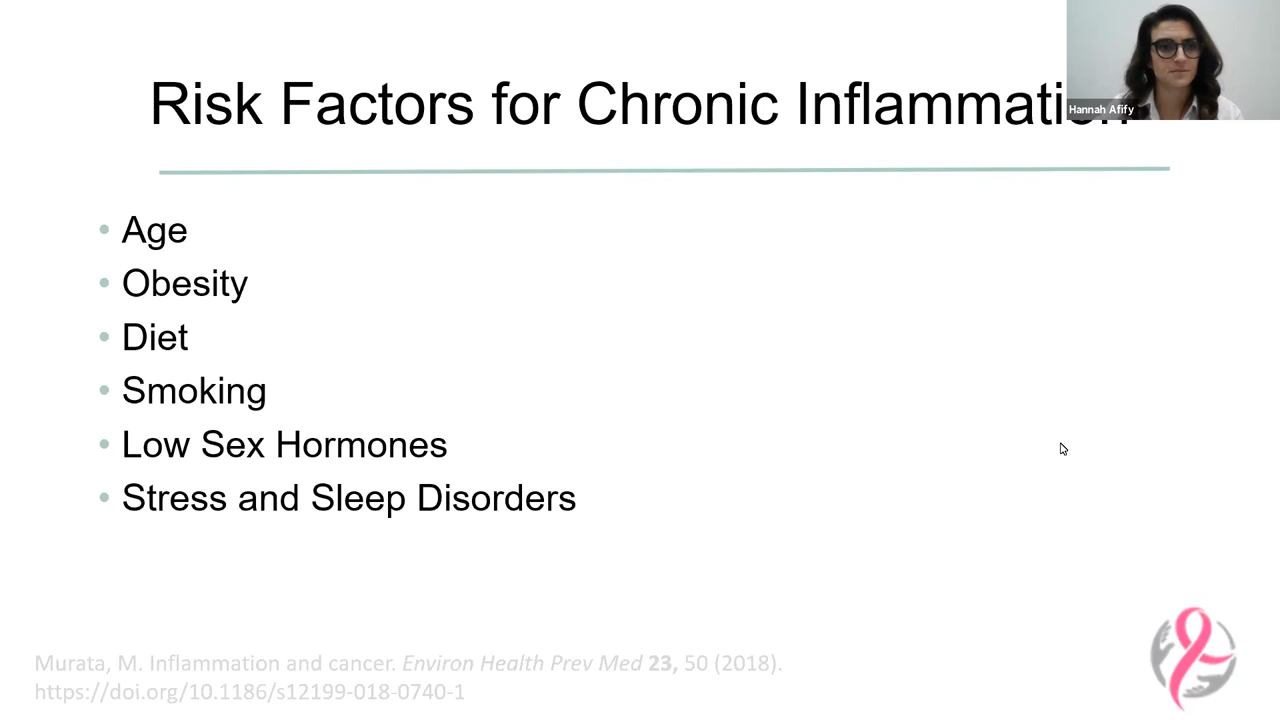 Risk Factors for Chronic Inflammation
Hannah Afify
• Age
• Obesity
• Diet
• Smoking
• Low Sex Hormones
• Stress and Sleep Disorders
Murata, M. Inflammation and cancer. Environ Health Prev Med 23, 50 (2018).
https://doi.org/10.1186/s12199-018-0740-1